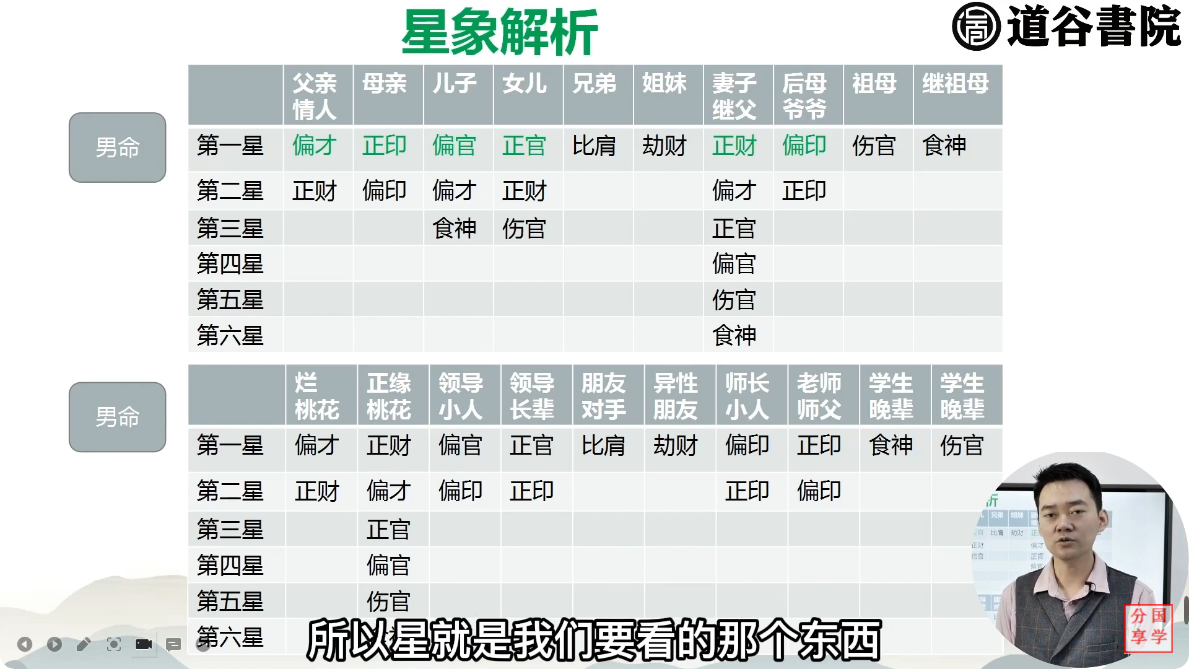 星象解析
道谷書院
男命
父亲 母亲 儿子 女儿 兄弟 姐妹 妻子 后母 祖母 继祖母
情人 继父 爷爷
第一星 偏才 正印 偏官 正官 比肩 劫财 正财 偏印 伤官 食神
第二星 正财 偏印 偏才 正财 偏才 正印
第三星 食神 伤官 正官
第四星 偏官
第五星 伤官
第六星 食神
男命
烂 正缘 领导 领导 朋友 异性 师长 老师 学生 学生
桃花 桃花 小人 长辈 对手 朋友 小人 师父 晚辈 晚辈
第一星 偏才 正财 偏官 正官 比肩 劫财 偏印 正印 食神 伤官
第二星 正财 偏才 偏印 正印 正印 偏印
第三星 正官
第四星 偏官
第五星 伤官
第六星
所以星就是我们要看的那个东西
分国
享学